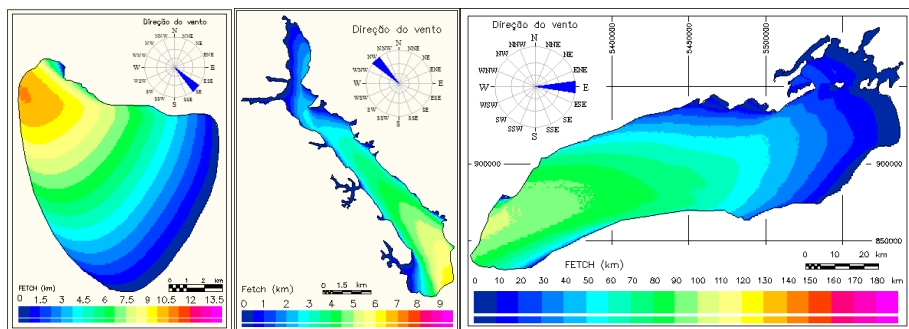 Direção do vento
N
NNW NNE
NW NE
WNW ENE
W E
WSW ESE
SW SE
SSW SSE
S
0 1 2 km
FETCH (km)
0 1.5 3 4.5 6 7.5 9 10.5 12 13.5
Direção do vento
N
NNW NNE
NW NE
WNW ENE
W E
WSW ESE
SW SE
SSW SSE
S
Fetch (km)
0 1.5 km
0 1 2 3 4 5 6 7 8 9
Direção do vento
N
NNW NNE
NW NE
WNW ENE
W E
WSW ESE
SW SE
SSW SSE
S
5400000 5450000 5500000
900000 900000
850000
FETCH (km)
0 10 20 km
0 10 20 30 40 50 60 70 80 90 100 110 120 130 140 150 160 170 180